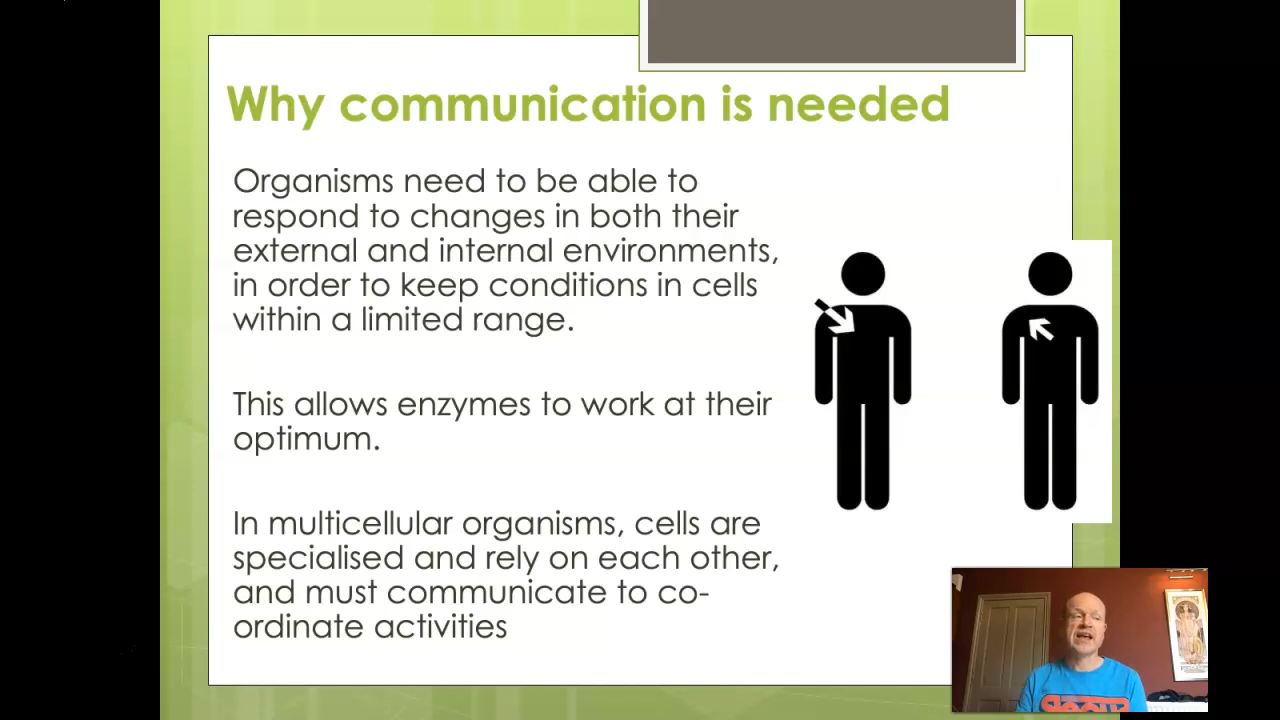 Why communication is needed
Organisms need to be able to
respond to changes in both their
external and internal environments,
in order to keep conditions in cells
within a limited range.
This allows enzymes to work at their
optimum.
In multicellular organisms, cells are
specialised and rely on each other,
and must communicate to co-
ordinate activities